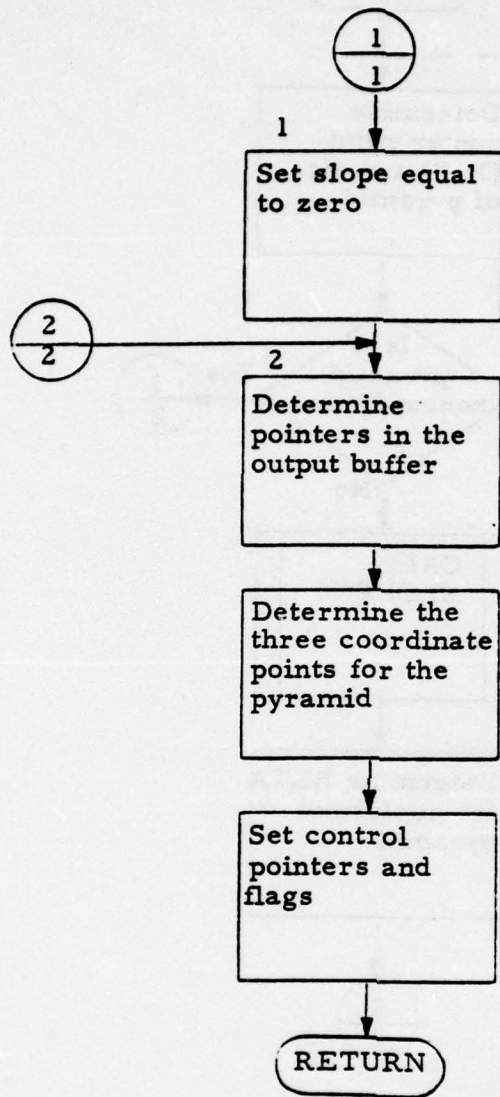 1
1
1
Set slope equal
to zero
2
2
2
Determine
pointers in the
output buffer
Determine the
three coordinate
points for the
pyramid
Set control
pointers and
flags
RETURN